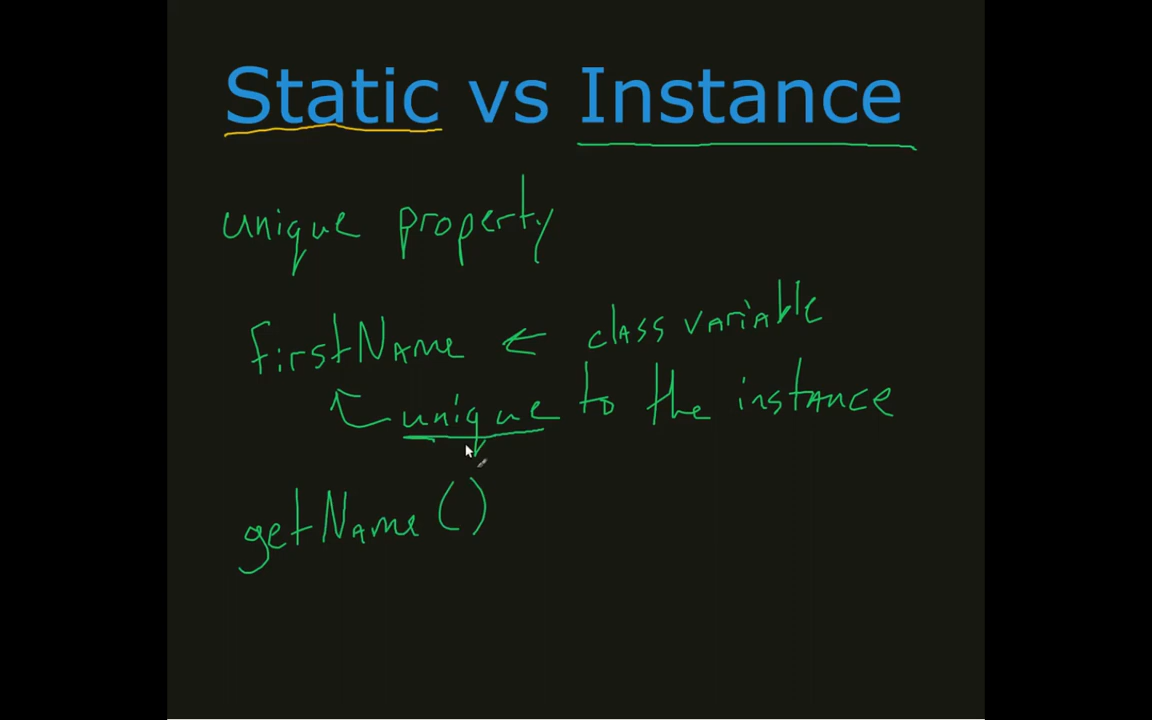 Static vs Instance
unique property
firstName ← class variable
unique to the instance
getName()